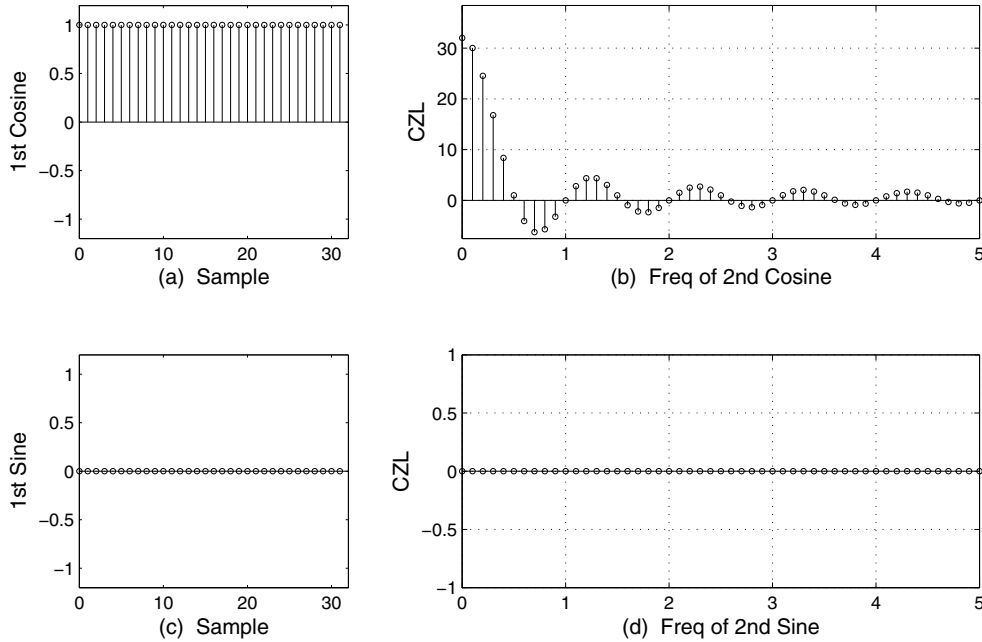 1
0.5
0
−0.5
−1
1st Cosine
0 10 20 30
(a) Sample
30
20
10
0
CZL
0 1 2 3 4 5
(b) Freq of 2nd Cosine
1
0.5
0
−0.5
−1
1st Sine
0 10 20 30
(c) Sample
1
0.5
0
−0.5
−1
CZL
0 1 2 3 4 5
(d) Freq of 2nd Sine